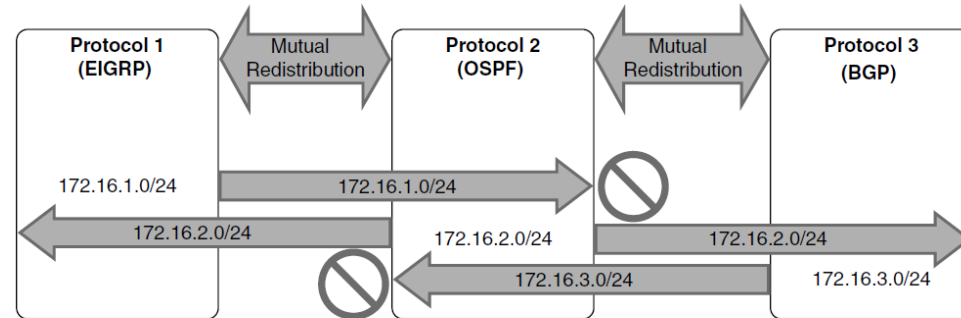 Protocol 1
(EIGRP)
Mutual
Redistribution
Protocol 2
(OSPF)
Mutual
Redistribution
Protocol 3
(BGP)
172.16.1.0/24
172.16.1.0/24
172.16.2.0/24
172.16.2.0/24
172.16.2.0/24
172.16.3.0/24
172.16.3.0/24